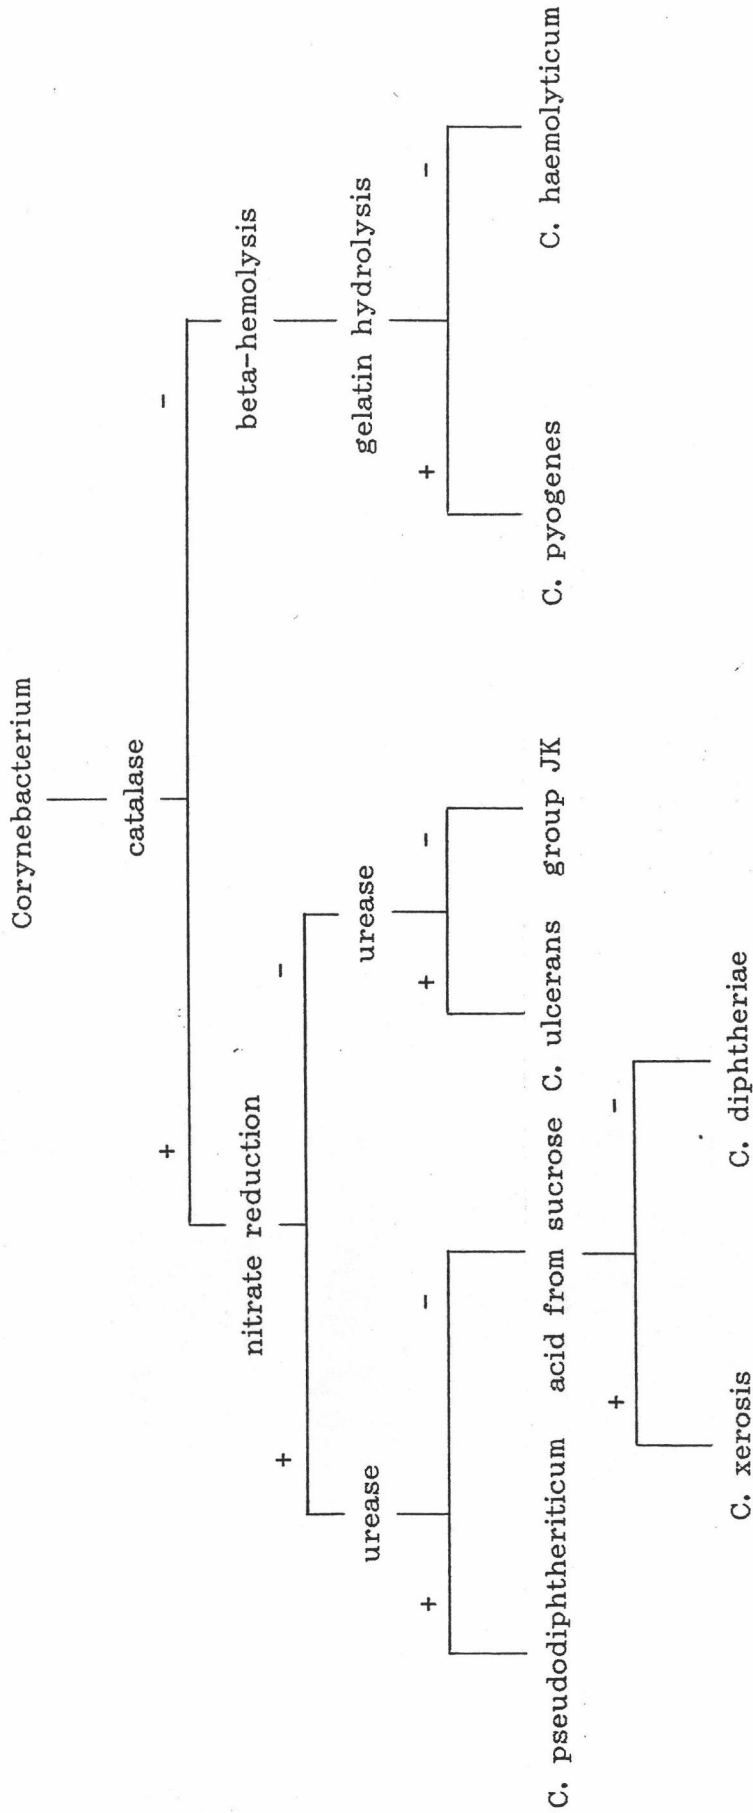 Corynebacterium
catalase
+ -
nitrate reduction beta-hemolysis
+ - gelatin hydrolysis
urease urease
+ - + - + -
C. pseudodiphtheriticum acid from sucrose C. ulcerans group JK C. pyogenes C. haemolyticum
+ -
C. xerosis C. diphtheriae